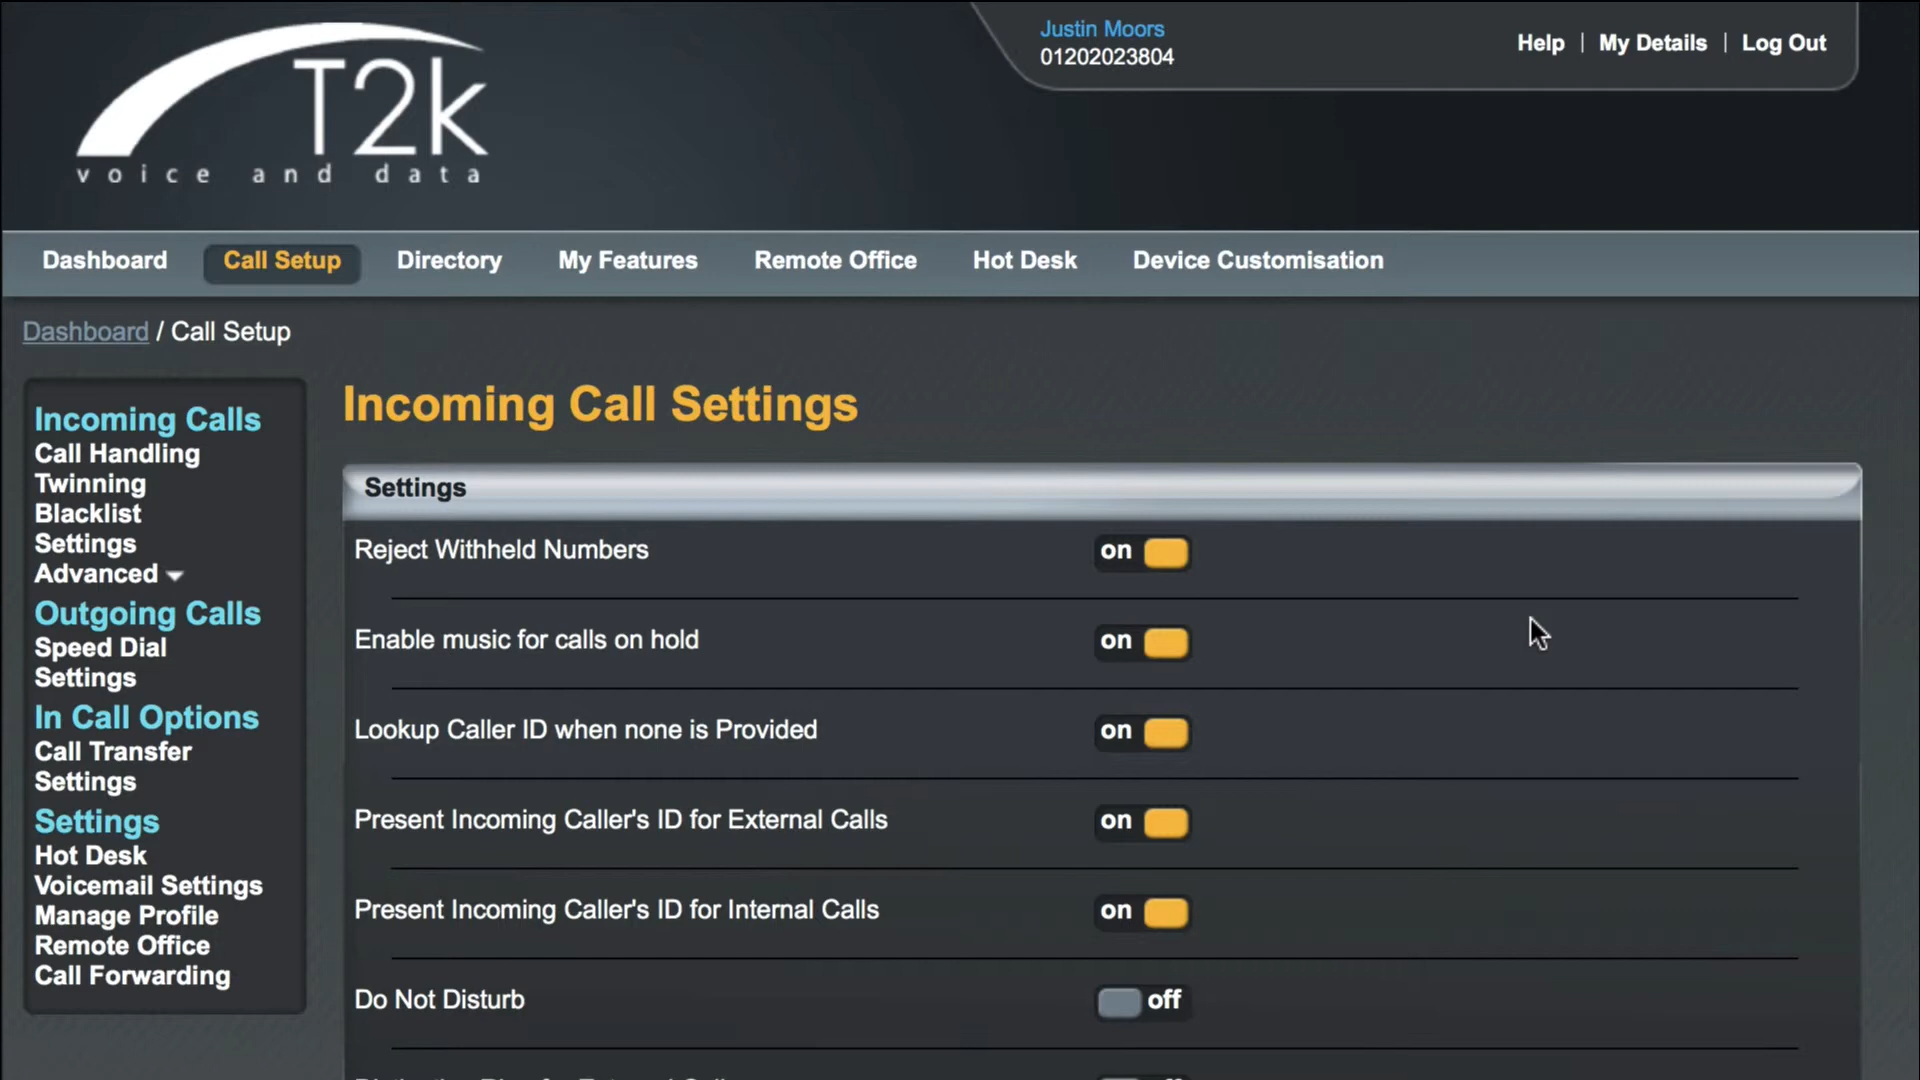 T2k
voice and data
Justin Moors
01202023804
Help | My Details | Log Out
Dashboard Call Setup Directory My Features Remote Office Hot Desk Device Customisation
Dashboard / Call Setup
Incoming Calls
Call Handling
Twinning
Blacklist
Settings
Advanced
Outgoing Calls
Speed Dial
Settings
In Call Options
Call Transfer
Settings
Settings
Hot Desk
Voicemail Settings
Manage Profile
Remote Office
Call Forwarding
Incoming Call Settings
Settings
Reject Withheld Numbers on
Enable music for calls on hold on
Lookup Caller ID when none is Provided on
Present Incoming Caller's ID for External Calls on
Present Incoming Caller's ID for Internal Calls on
Do Not Disturb off